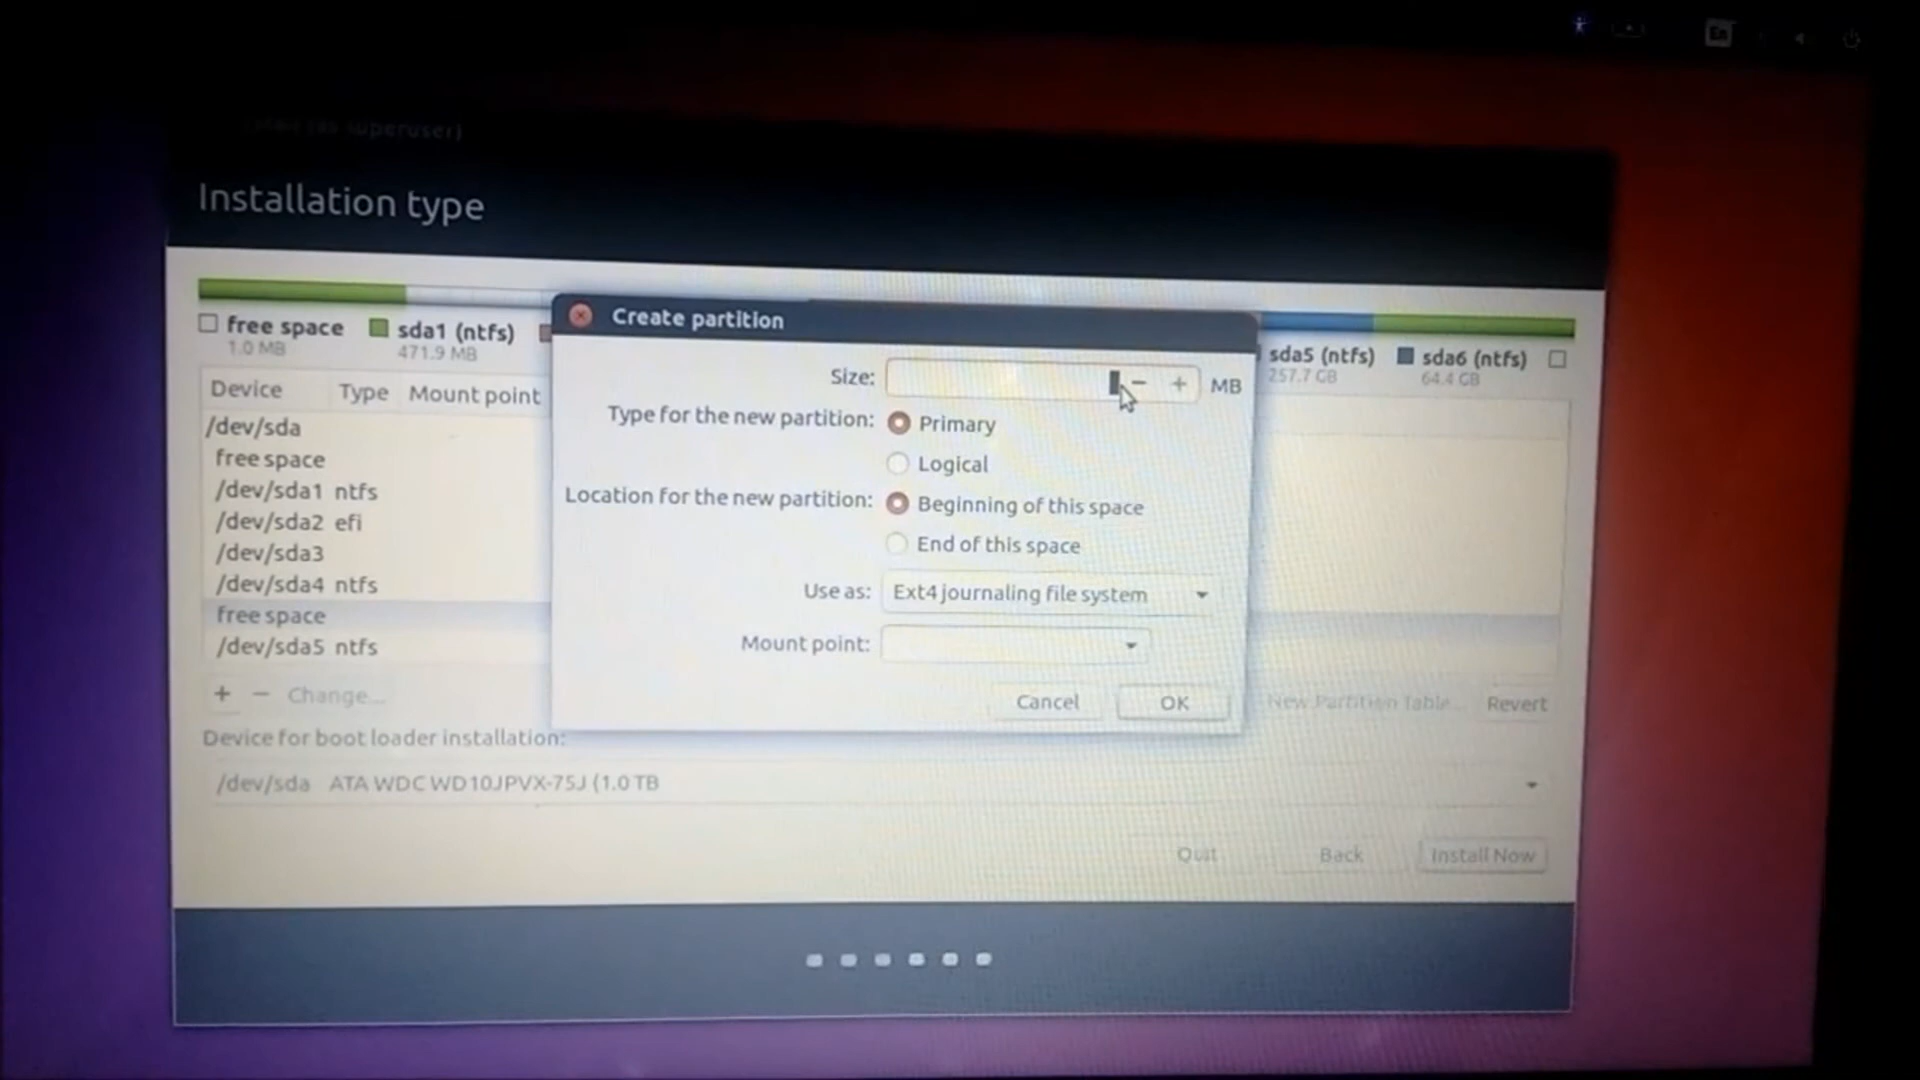 superuser)
En
Installation type
free space
1.0 MB
sda1 (ntfs)
471.9 MB
sda5 (ntfs)
257.7 GB
sda6 (ntfs)
64.4 GB
Device Type Mount point
/dev/sda
free space
/dev/sda1 ntfs
/dev/sda2 efi
/dev/sda3
/dev/sda4 ntfs
free space
/dev/sda5 ntfs
+ − Change...
New Partition Table... Revert
Create partition
Size: − + MB
Type for the new partition: Primary
Logical
Location for the new partition: Beginning of this space
End of this space
Use as: Ext4 journaling file system
Mount point:
Cancel OK
Device for boot loader installation:
/dev/sda ATA WDC WD10JPVX-75J (1.0 TB
Quit Back Install Now